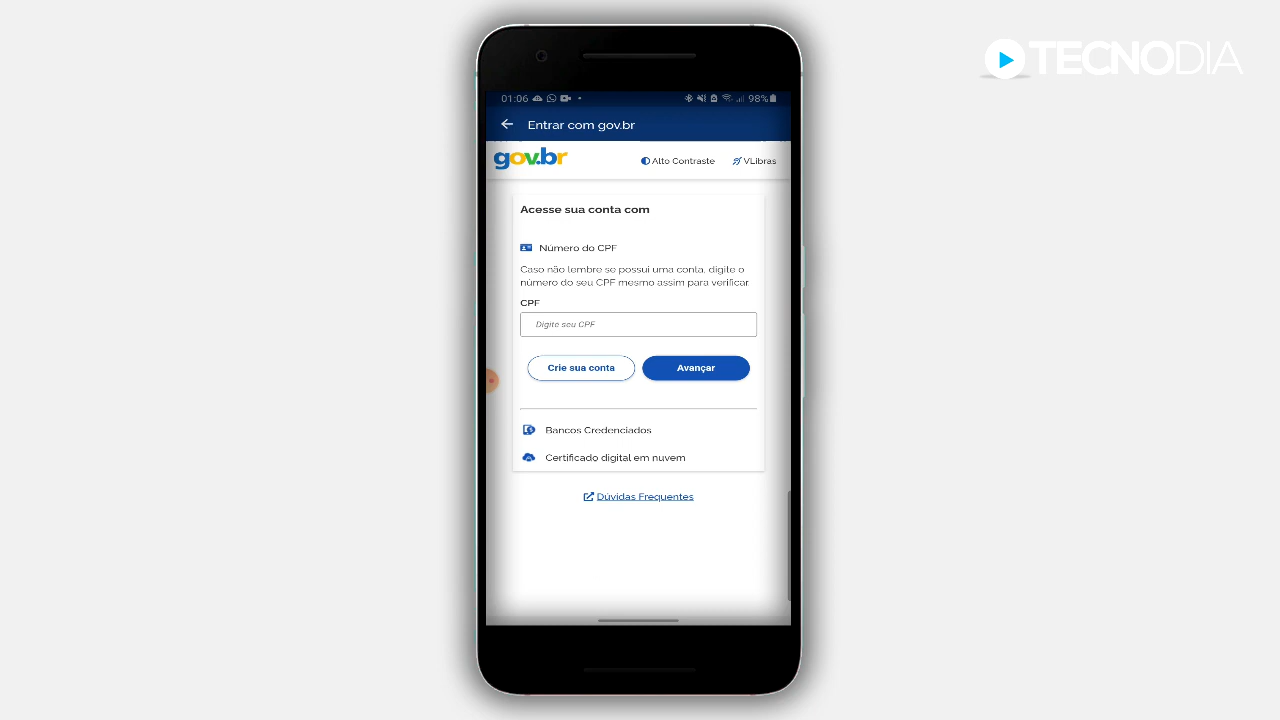 TECNODIA
01:06
98%
Entrar com gov.br
gov.br
Alto Contraste
VLibras
Acesse sua conta com
Número do CPF
Caso não lembre se possui uma conta, digite o
número do seu CPF mesmo assim para verificar.
CPF
Digite seu CPF
Crie sua conta
Avançar
Bancos Credenciados
Certificado digital em nuvem
Dúvidas Frequentes